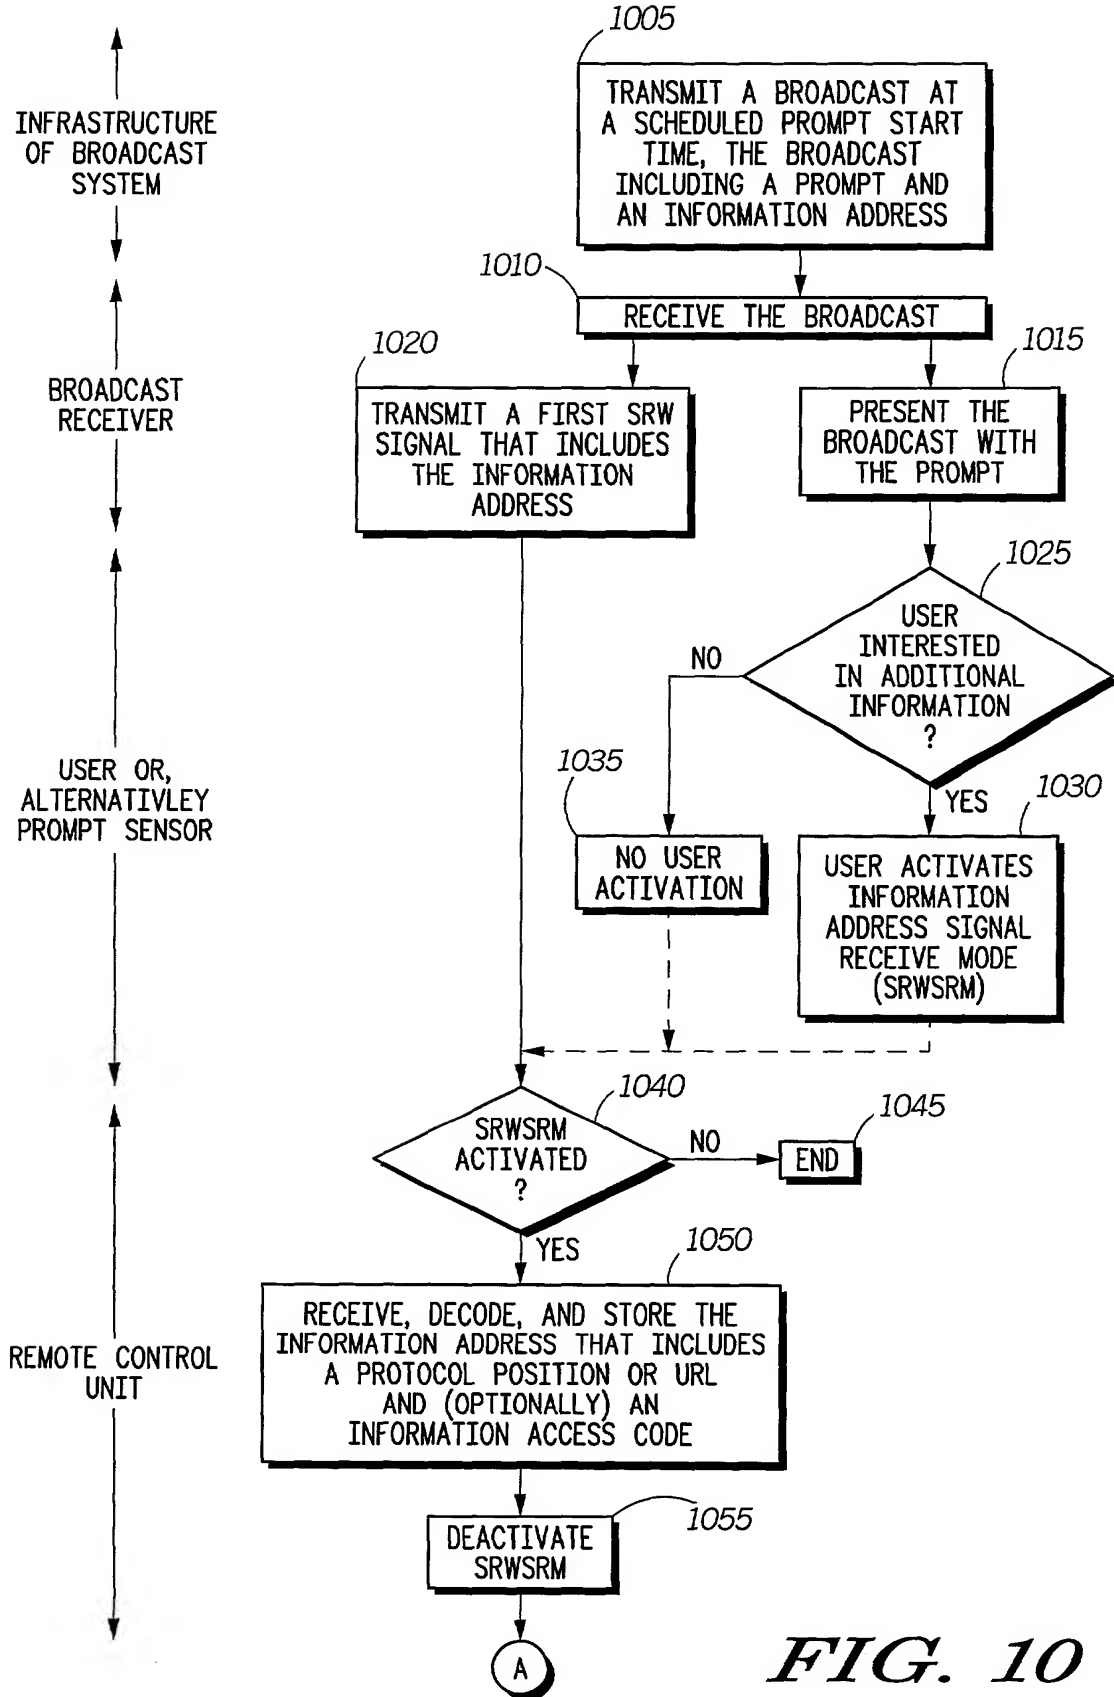 1005
TRANSMIT A BROADCAST AT
A SCHEDULED PROMPT START
TIME, THE BROADCAST
INCLUDING A PROMPT AND
AN INFORMATION ADDRESS
INFRASTRUCTURE
OF BROADCAST
SYSTEM
1010
RECEIVE THE BROADCAST
BROADCAST
RECEIVER
1020
TRANSMIT A FIRST SRW
SIGNAL THAT INCLUDES
THE INFORMATION
ADDRESS
1015
PRESENT THE
BROADCAST WITH
THE PROMPT
1025
USER
INTERESTED
IN ADDITIONAL
INFORMATION
?
NO
YES
USER OR,
ALTERNATIVLEY
PROMPT SENSOR
1035
NO USER
ACTIVATION
1030
USER ACTIVATES
INFORMATION
ADDRESS SIGNAL
RECEIVE MODE
(SRWSRM)
1040
SRWSRM
ACTIVATED
?
NO
1045
END
YES
REMOTE CONTROL
UNIT
1050
RECEIVE, DECODE, AND STORE THE
INFORMATION ADDRESS THAT INCLUDES
A PROTOCOL POSITION OR URL
AND (OPTIONALLY) AN
INFORMATION ACCESS CODE
1055
DEACTIVATE
SRWSRM
A
FIG. 10